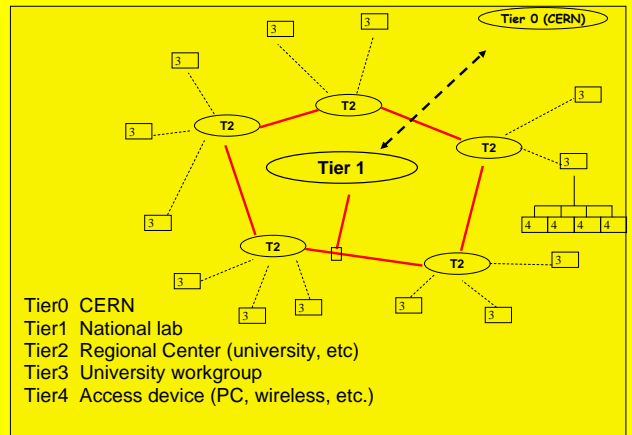 Tier 0 (CERN)
3
3
3
3
T2
T2
3
T2
3
Tier 1
3
4 4 4 4
T2
T2
3
3
3
3
3
3
Tier0 CERN
Tier1 National lab
Tier2 Regional Center (university, etc)
Tier3 University workgroup
Tier4 Access device (PC, wireless, etc.)